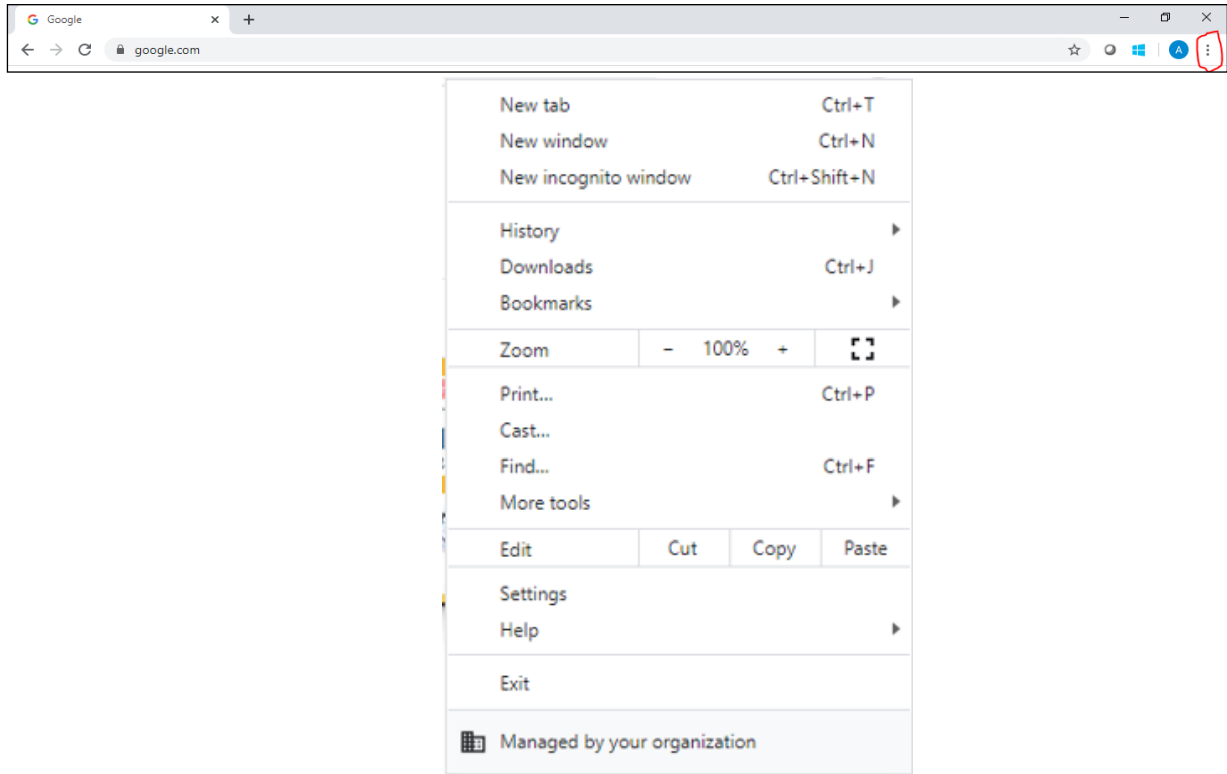 Google
google.com
A
New tab Ctrl+T
New window Ctrl+N
New incognito window Ctrl+Shift+N
History
Downloads Ctrl+J
Bookmarks
Zoom - 100% +
Print... Ctrl+P
Cast...
Find... Ctrl+F
More tools
Edit Cut Copy Paste
Settings
Help
Exit
Managed by your organization